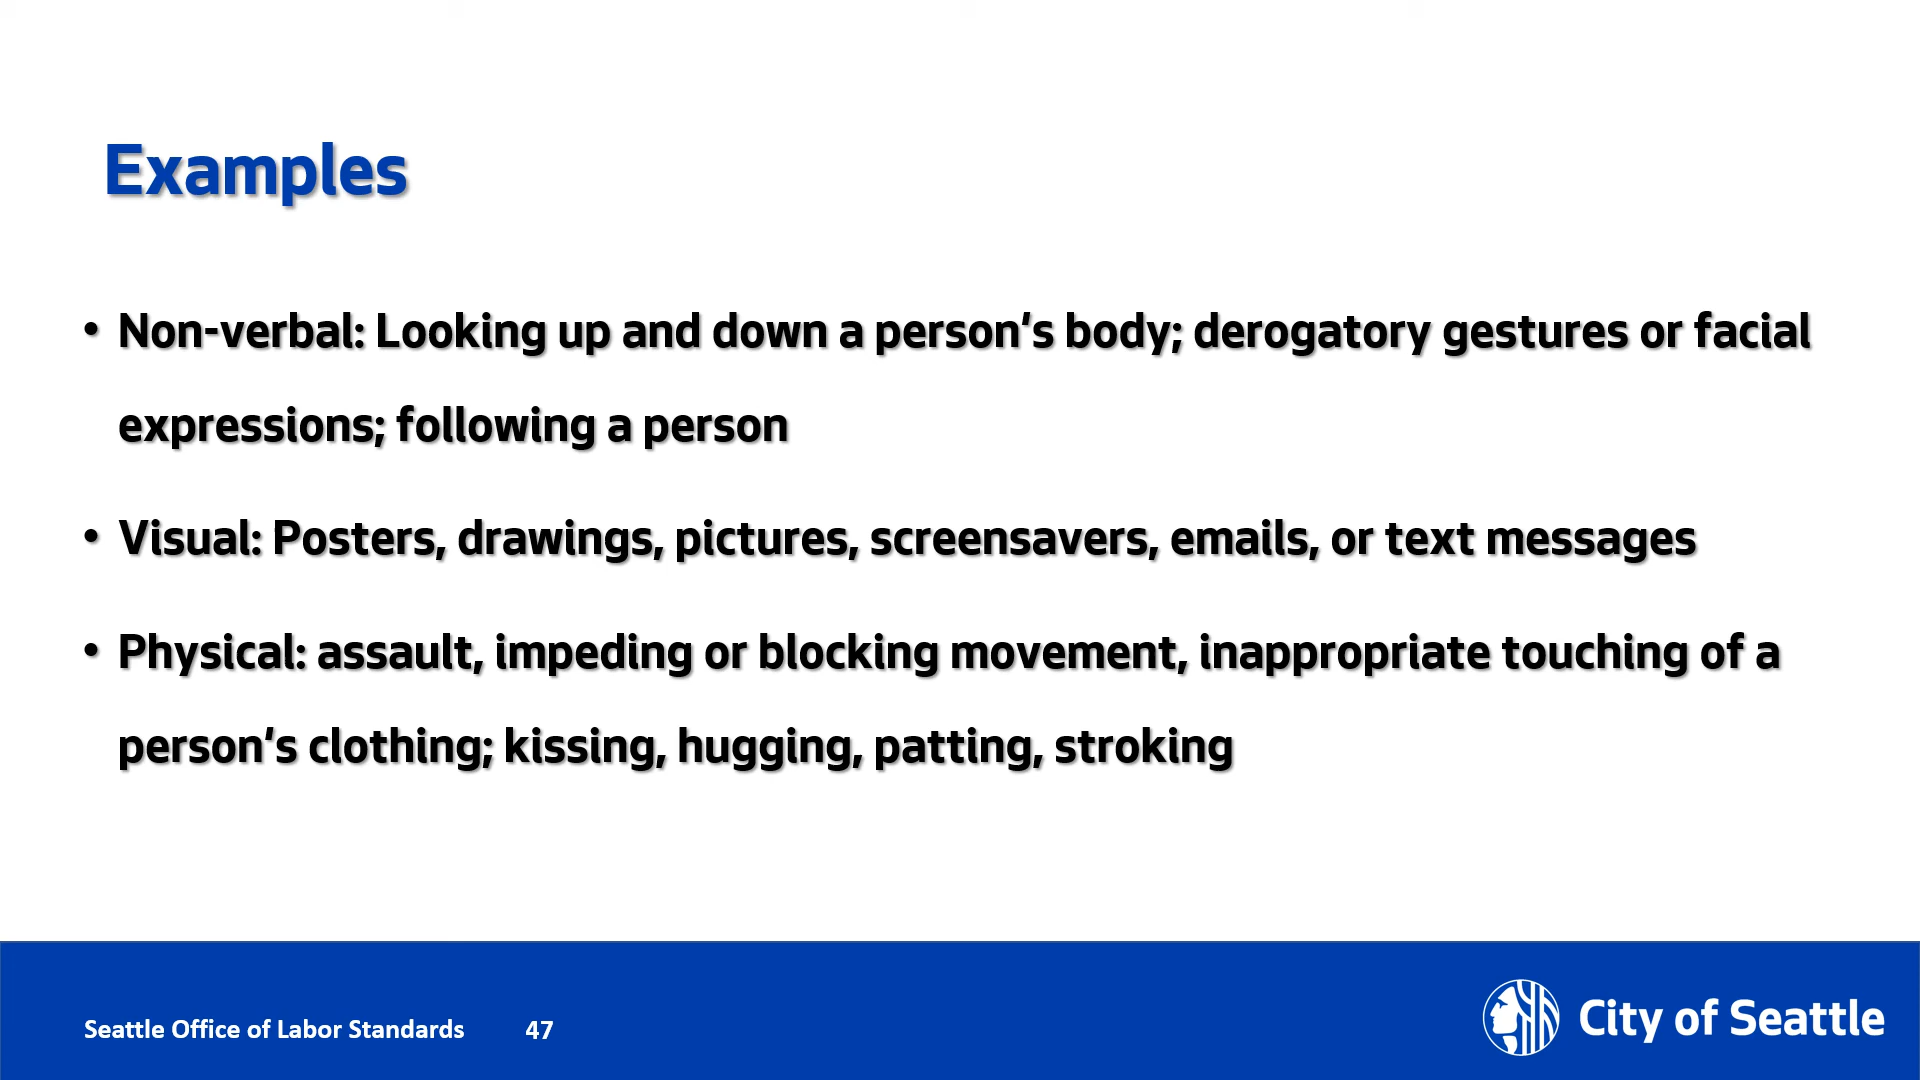 Examples
• Non-verbal: Looking up and down a person's body; derogatory gestures or facial
expressions; following a person
• Visual: Posters, drawings, pictures, screensavers, emails, or text messages
• Physical: assault, impeding or blocking movement, inappropriate touching of a
person's clothing; kissing, hugging, patting, stroking
Seattle Office of Labor Standards 47
City of Seattle